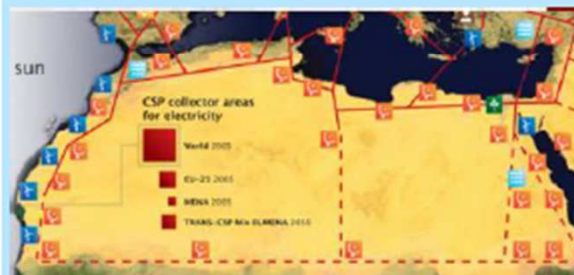 sun
CSP collector areas
for electricity
World 2005
EU-25 2005
MENA 2005
TRANS-CSP Mix EUMENA 2050